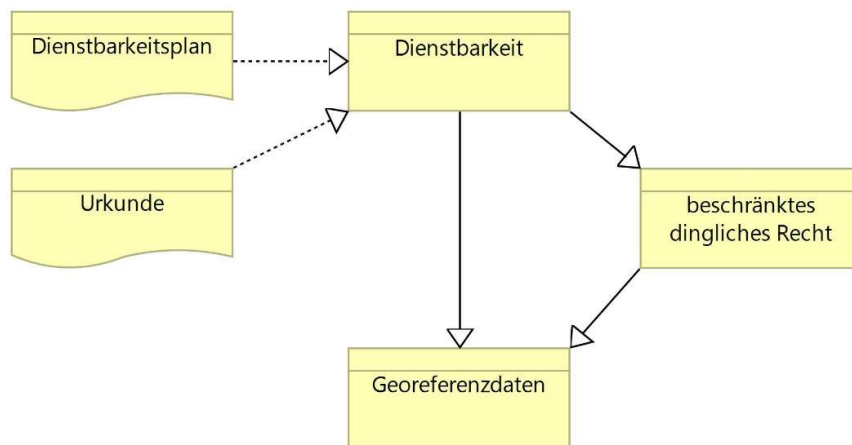 Dienstbarkeitsplan
Dienstbarkeit
Urkunde
beschränktes
dingliches Recht
Georeferenzdaten